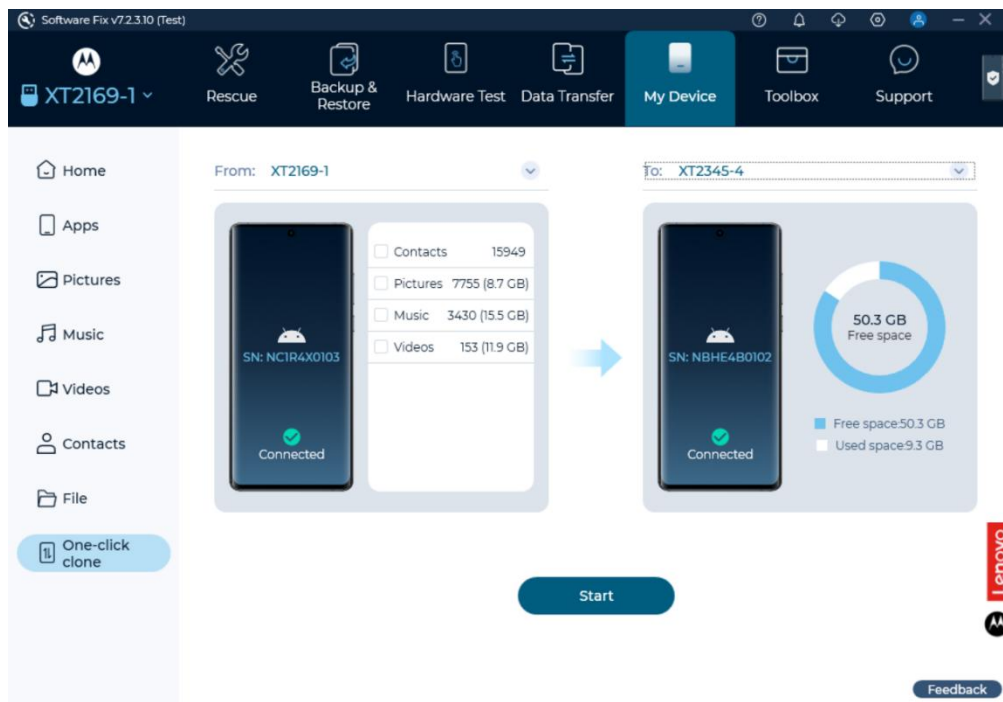 Software Fix v7.2.3.10 (Test)
XT2169-1
Rescue
Backup &
Restore
Hardware Test
Data Transfer
My Device
Toolbox
Support
Home
Apps
Pictures
Music
Videos
Contacts
File
One-click
clone
From: XT2169-1
To: XT2345-4
SN: NC1R4X0103
Connected
Contacts 15949
Pictures 7755 (8.7 GB)
Music 3430 (15.5 GB)
Videos 153 (11.9 GB)
SN: NBHE4B0102
Connected
50.3 GB
Free space
Free space:50.3 GB
Used space:9.3 GB
Start
Lenovo
Feedback